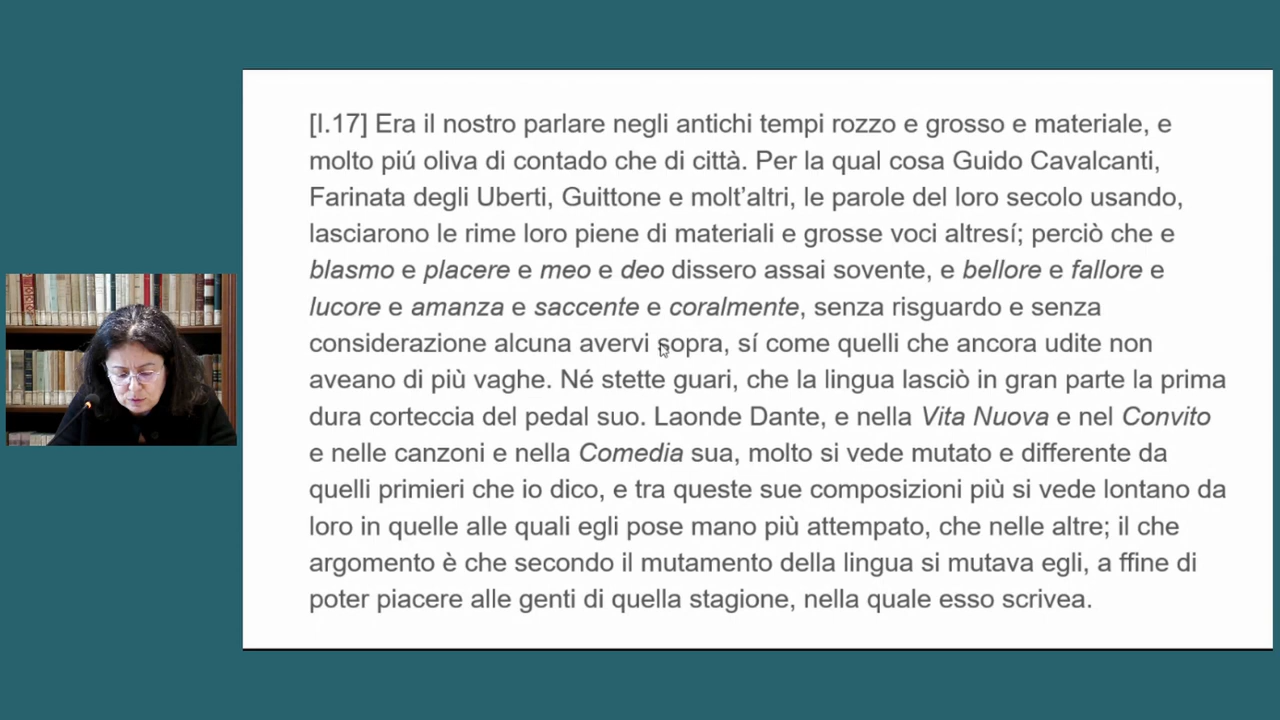 [I.17] Era il nostro parlare negli antichi tempi rozzo e grosso e materiale, e
molto piú oliva di contado che di città. Per la qual cosa Guido Cavalcanti,
Farinata degli Uberti, Guittone e molt’altri, le parole del loro secolo usando,
lasciarono le rime loro piene di materiali e grosse voci altresí; perciò che e
blasmo e placere e meo e deo dissero assai sovente, e bellore e fallore e
lucore e amanza e saccente e coralmente, senza risguardo e senza
considerazione alcuna avervi sopra, sí come quelli che ancora udite non
aveano di più vaghe. Né stette guari, che la lingua lasciò in gran parte la prima
dura corteccia del pedal suo. Laonde Dante, e nella Vita Nuova e nel Convito
e nelle canzoni e nella Comedia sua, molto si vede mutato e differente da
quelli primieri che io dico, e tra queste sue composizioni più si vede lontano da
loro in quelle alle quali egli pose mano più attempato, che nelle altre; il che
argomento è che secondo il mutamento della lingua si mutava egli, a ffine di
poter piacere alle genti di quella stagione, nella quale esso scrivea.